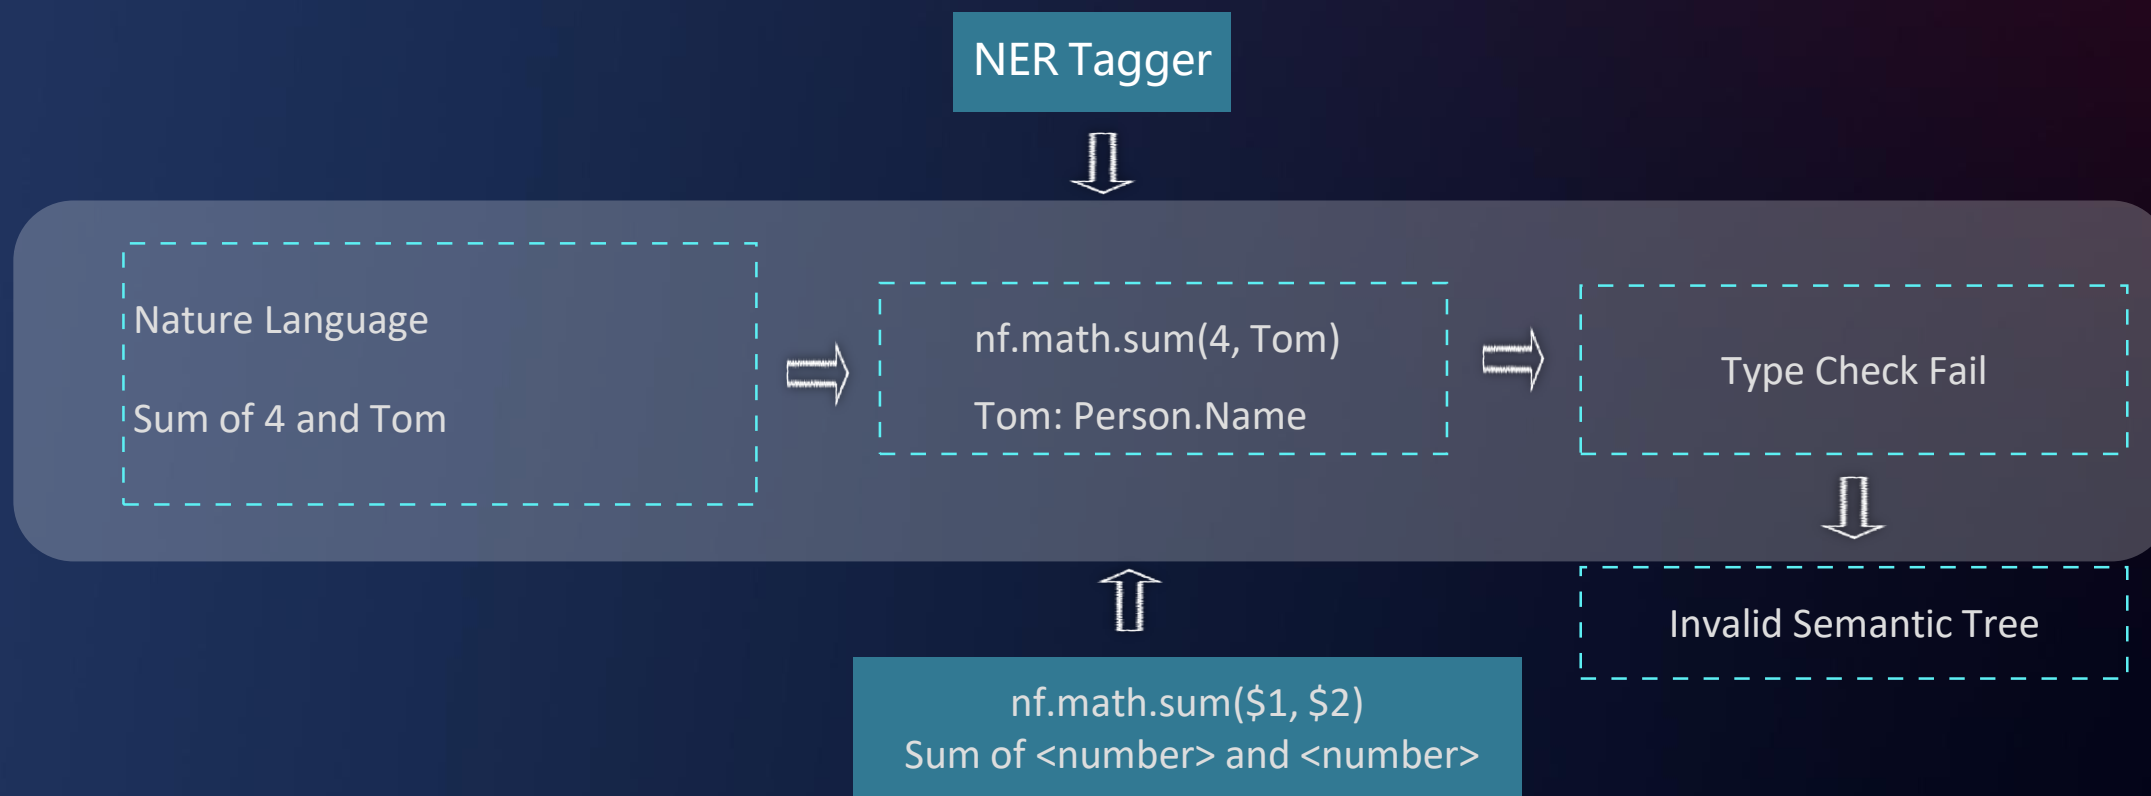 NER Tagger
Nature Language
Sum of 4 and Tom
nf.math.sum(4, Tom)
Tom: Person.Name
Type Check Fail
Invalid Semantic Tree
nf.math.sum($1, $2)
Sum of <number> and <number>